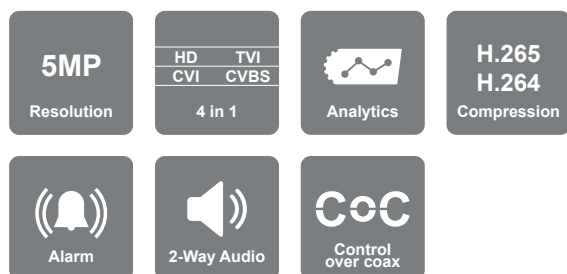 5MP
Resolution
HD TVI
CVI CVBS
4 in 1
Analytics
H.265
H.264
Compression
Alarm
2-Way Audio
CoC
Control
over coax